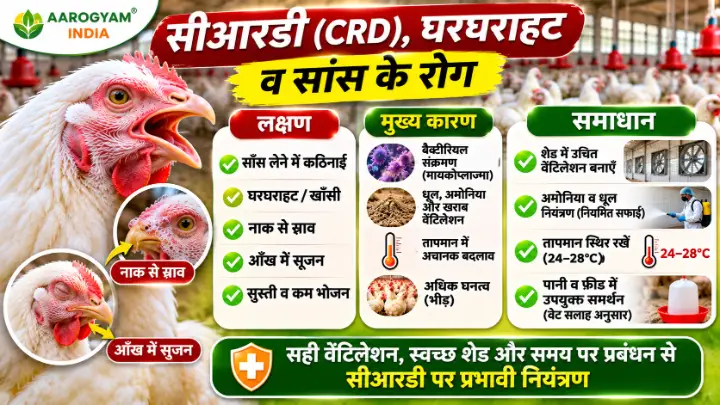 AAROGYAM
INDIA
सीआरडी (CRD), घरघराहट
व सांस के रोग
लक्षण
साँस लेने में कठिनाई
घरघराहट / खाँसी
नाक से स्राव
आँख में सूजन
सुस्ती व कम भोजन
मुख्य कारण
बैक्टीरियल
संक्रमण
(मायकोप्लाज्मा)
धूल, अमोनिया
और खराब
वेंटिलेशन
तापमान में
अचानक बदलाव
अधिक घनत्व
(भीड़)
समाधान
शेड में उचित
वेंटिलेशन बनाएँ
अमोनिया व धूल
नियंत्रण (नियमित सफाई)
तापमान स्थिर रखें
(24–28°C)
24–28°C
पानी व फ़ीड में
उपयुक्त समर्थन
(वेट सलाह अनुसार)
नाक से स्राव
आँख में सुजन
सही वेंटिलेशन, स्वच्छ शेड और समय पर प्रबंधन से
सीआरडी पर प्रभावी नियंत्रण